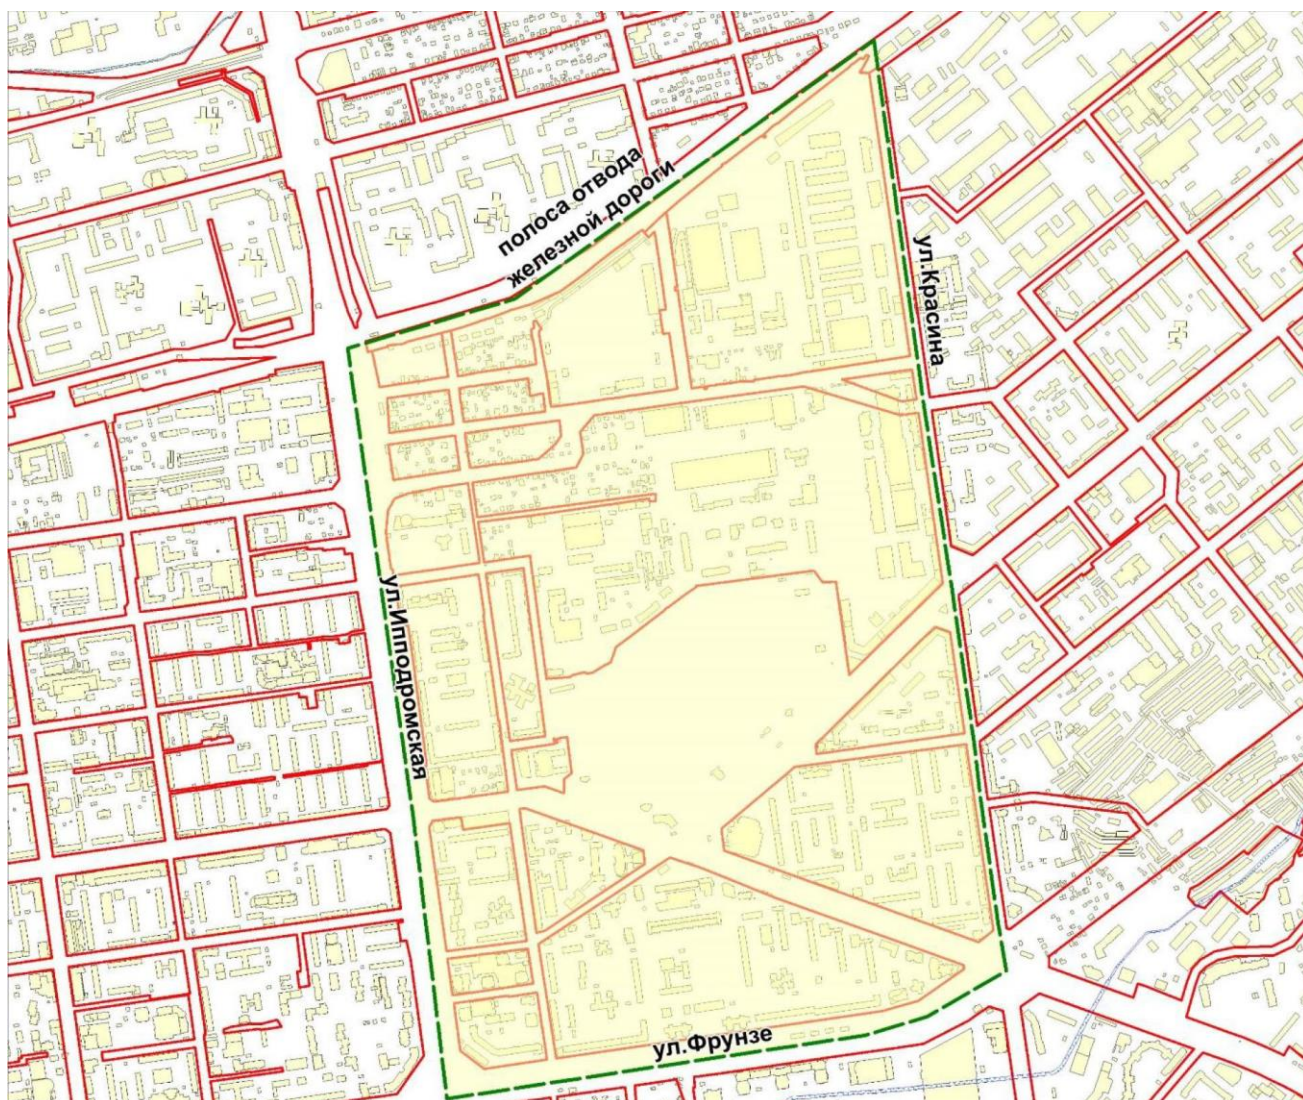 полоса отвода
железной дороги
ул.Красина
ул.Ипподромская
ул.Фрунзе